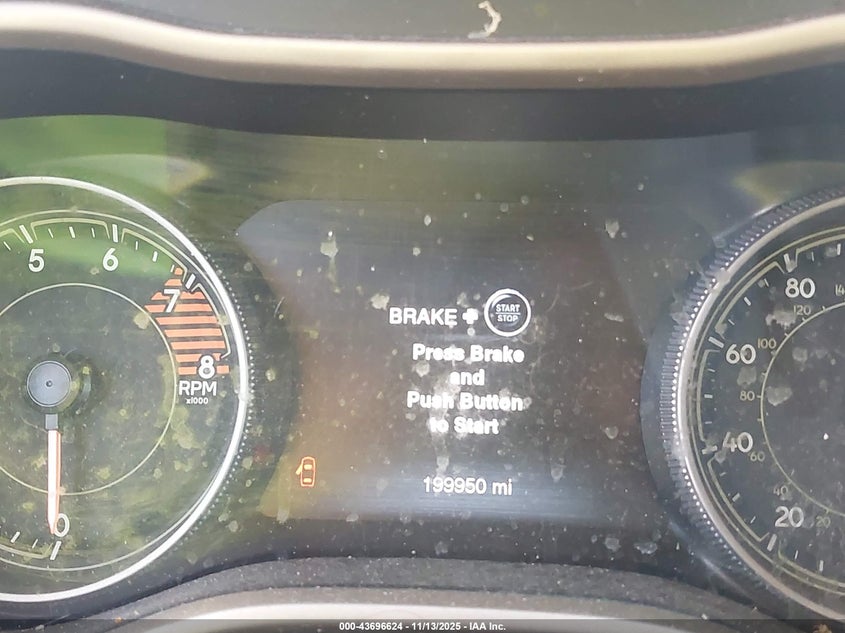 5
6
7
8
RPM
x1000
0
BRAKE + START STOP
Press Brake
and
Push Button
to Start
199950 mi
80
120
60
100
80
40
60
40
20
20
000-43696624 - 11/13/2025 - IAA Inc.